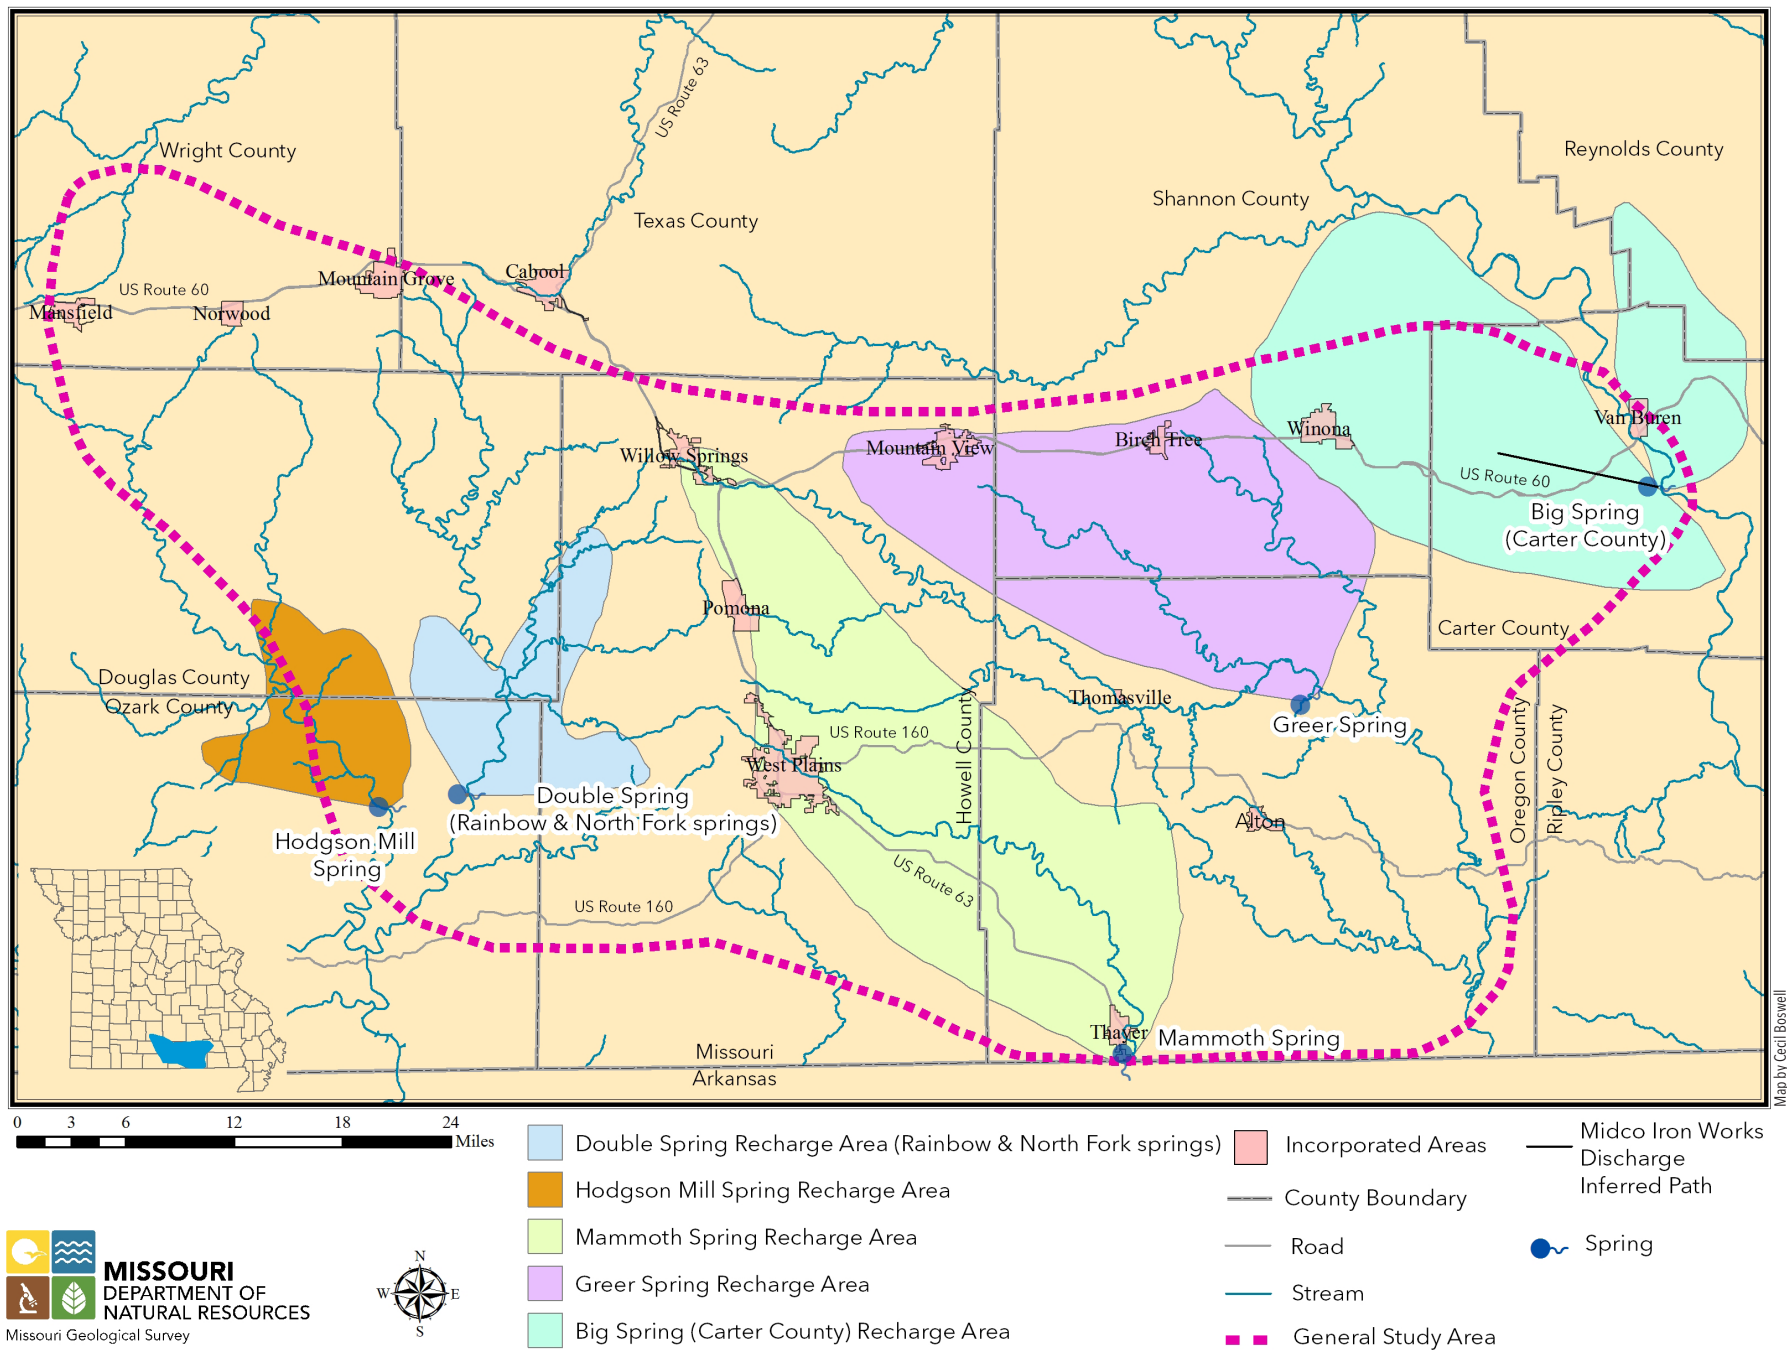 US Route 63
Wright County
Reynolds County
Shannon County
Texas County
Mountain Grove
Cabool
US Route 60
Mansfield
Norwood
Van Buren
Winona
Birch Tree
Mountain View
Willow Springs
US Route 60
Big Spring
(Carter County)
Pomona
Carter County
Douglas County
Ozark County
Thomasville
Greer Spring
US Route 160
Howell County
Oregon County
Ripley County
West Plains
Double Spring
(Rainbow & North Fork springs)
Alton
Hodgson Mill
Spring
US Route 63
US Route 160
Thayer
Mammoth Spring
Missouri
Arkansas
Map by Cecil Boswell
0 3 6 12 18 24
Miles
Double Spring Recharge Area (Rainbow & North Fork springs)
Hodgson Mill Spring Recharge Area
Mammoth Spring Recharge Area
Greer Spring Recharge Area
Big Spring (Carter County) Recharge Area
Incorporated Areas
County Boundary
Road
Stream
General Study Area
Midco Iron Works
Discharge
Inferred Path
Spring
MISSOURI
DEPARTMENT OF
NATURAL RESOURCES
Missouri Geological Survey
N
W
E
S